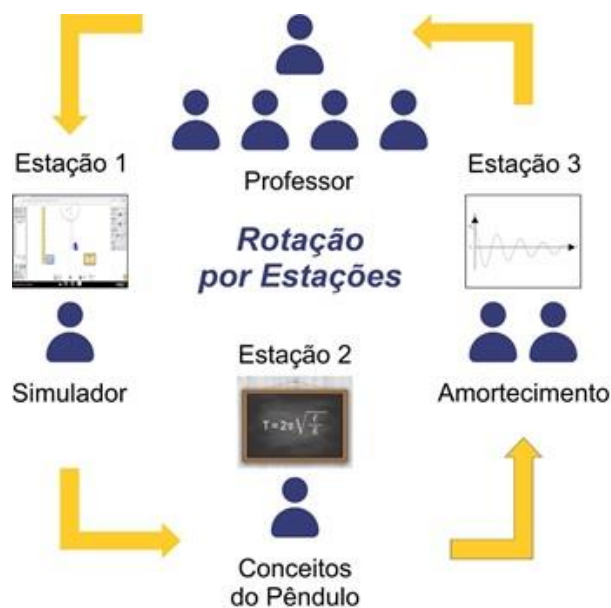 Professor
Estação 1
Simulador
Rotação
por Estações
Estação 2
T = 2π√
Conceitos
do Pêndulo
Estação 3
Amortecimento